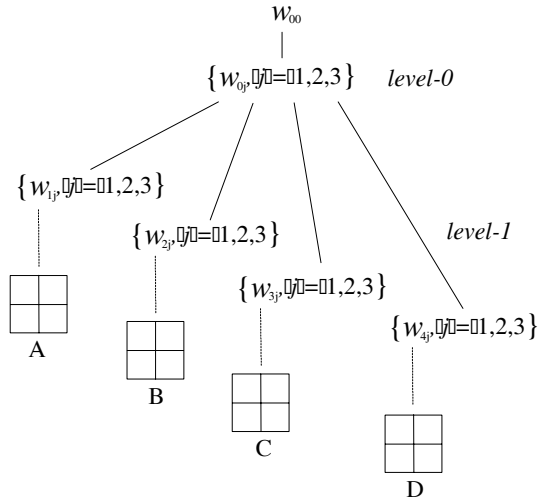 w₀₀
{w₀ⱼ,▯j▯=▯1,2,3} level-0
{w₁ⱼ,▯j▯=▯1,2,3}
{w₂ⱼ,▯j▯=▯1,2,3} level-1
{w₃ⱼ,▯j▯=▯1,2,3}
{w₄ⱼ,▯j▯=▯1,2,3}
A
B
C
D